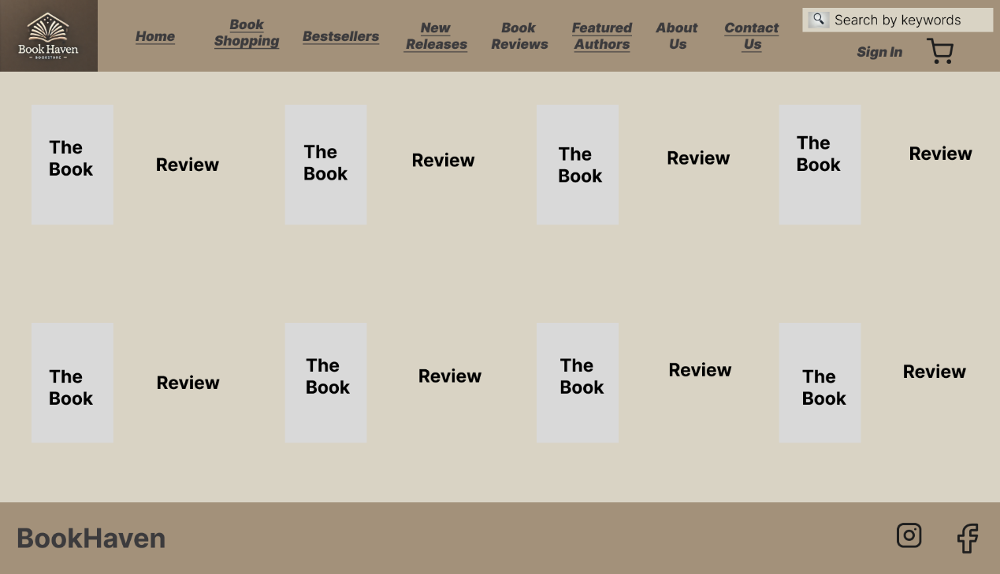 Book Haven
BOOKSTORE
Home
Book
Shopping
Bestsellers
New
Releases
Book
Reviews
Featured
Authors
About
Us
Contact
Us
Search by keywords
Sign In
The
Book
Review
The
Book
Review
The
Book
Review
The
Book
Review
The
Book
Review
The
Book
Review
The
Book
Review
The
Book
Review
BookHaven